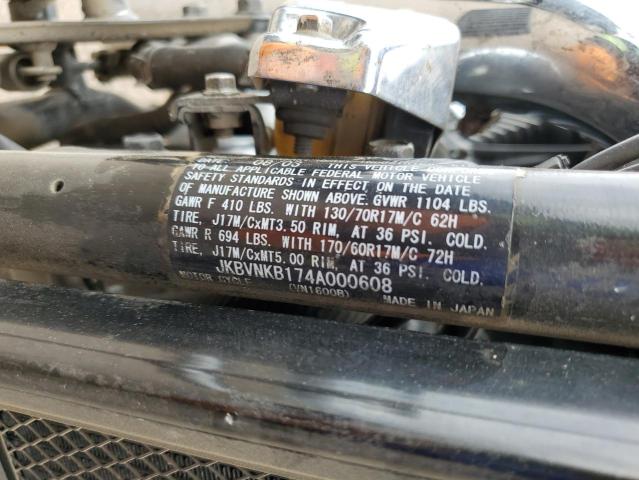 DATE 08/03 THIS VEHICLE
TO ALL APPLICABLE FEDERAL MOTOR VEHICLE
SAFETY STANDARDS IN EFFECT ON THE DATE
OF MANUFACTURE SHOWN ABOVE. GVWR 1104 LBS.
GAWR F 410 LBS. WITH 130/70R17M/C 62H
TIRE, J17M/CxMT3.50 RIM, AT 36 PSI. COLD.
GAWR R 694 LBS. WITH 170/60R17M/C 72H
TIRE, J17M/CxMT5.00 RIM, AT 36 PSI. COLD.
JKBVNKB174A000608
MOTOR CYCLE (VN1600B) MADE IN JAPAN